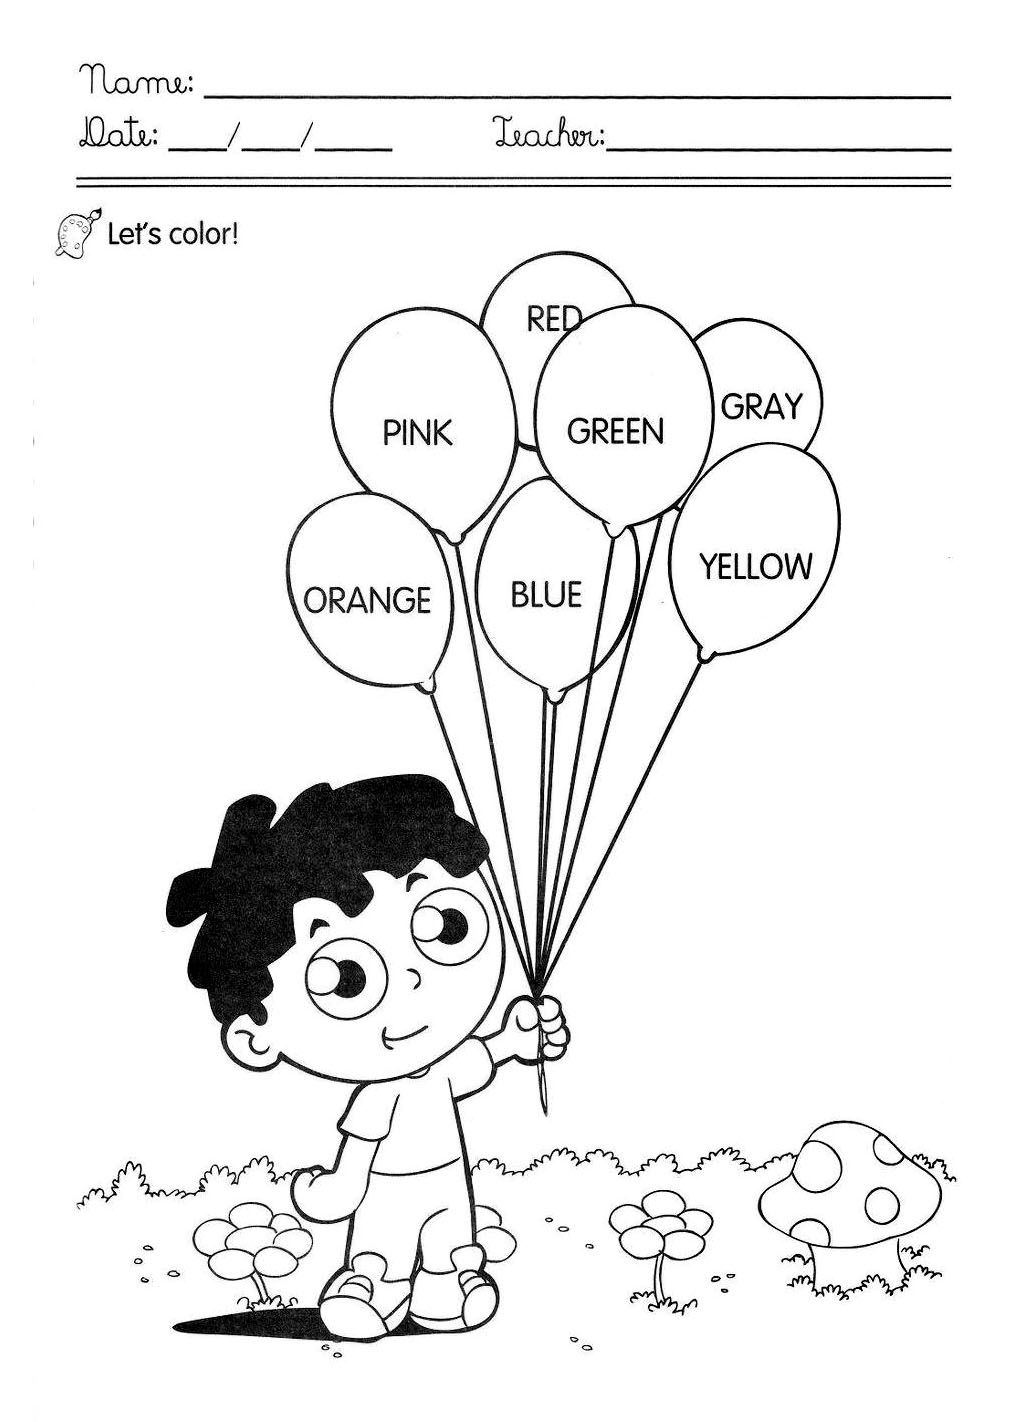 Name:
Date: / / Teacher:
Let's color!
RED
GRAY
PINK GREEN
YELLOW
ORANGE BLUE